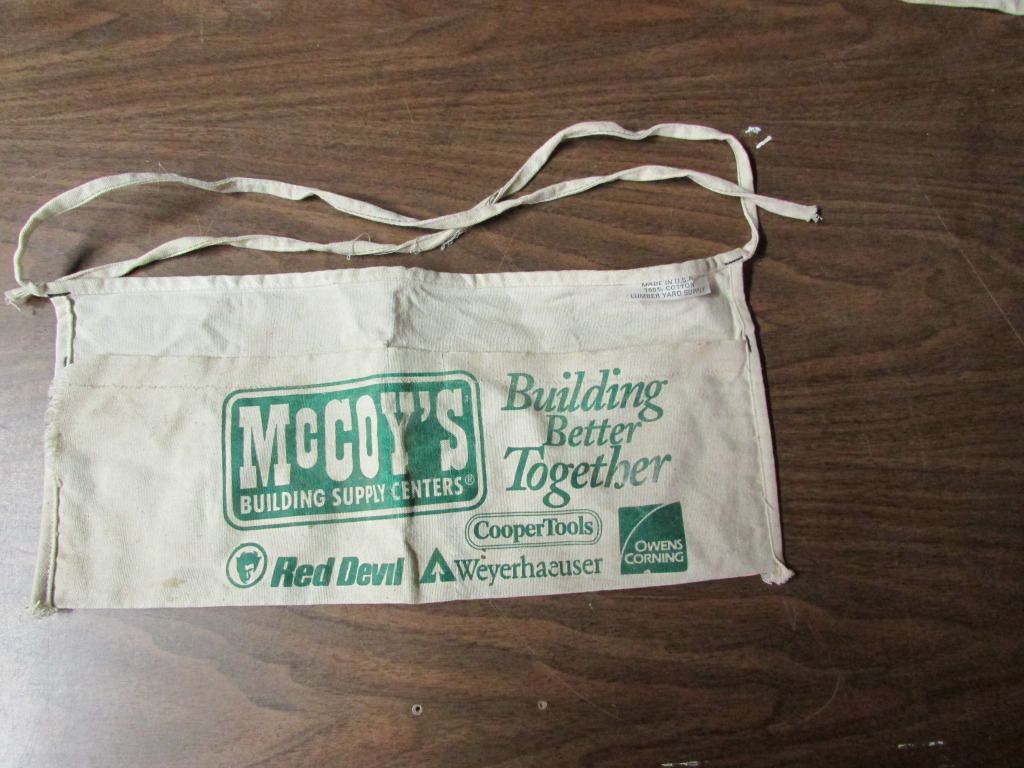 MADE IN U.S.A.
100% COTTON
LUMBER YARD SUPPLY
McCOY'S
BUILDING SUPPLY CENTERS®
Building
Better
Together
CooperTools
Red Devil
Weyerhaeuser
OWENS
CORNING